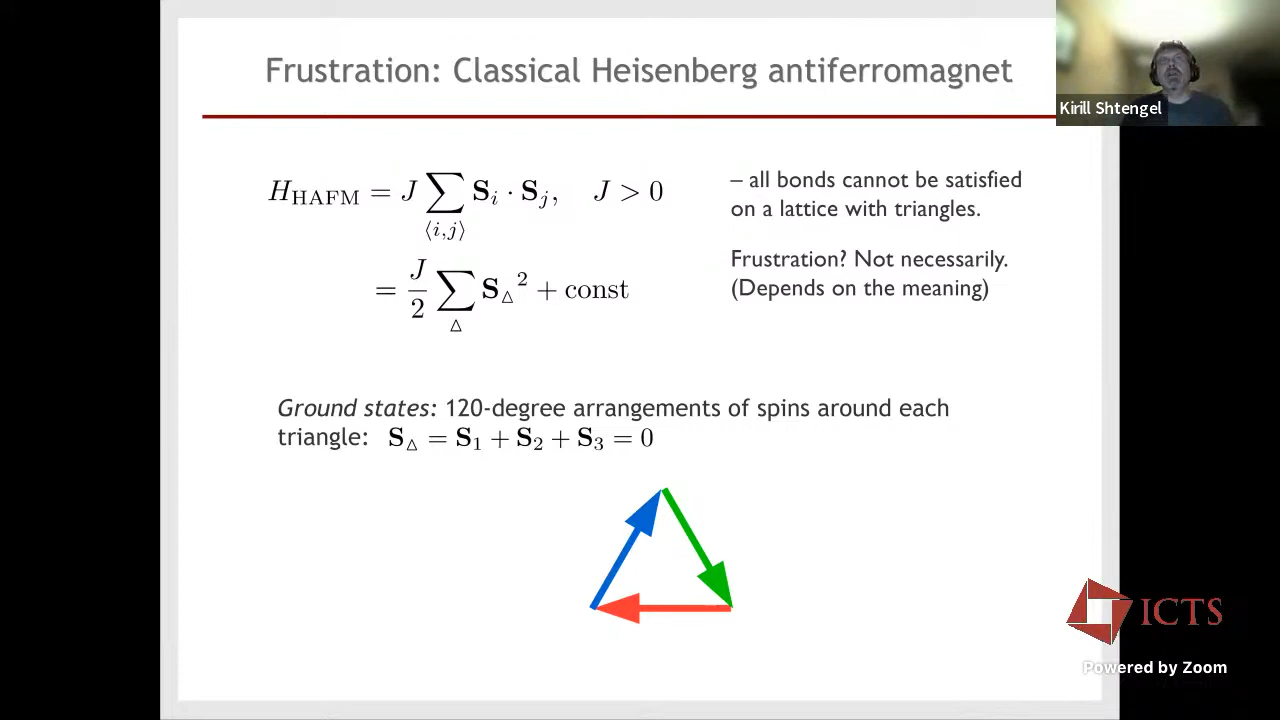 Frustration: Classical Heisenberg antiferromagnet
Kirill Shtengel
H_HAFM = J ∑_⟨i,j⟩ S_i · S_j, J > 0
= J/2 ∑_△ S_△² + const
– all bonds cannot be satisfied
on a lattice with triangles.
Frustration? Not necessarily.
(Depends on the meaning)
Ground states: 120-degree arrangements of spins around each
triangle: S_△ = S_1 + S_2 + S_3 = 0
ICTS
Powered by Zoom